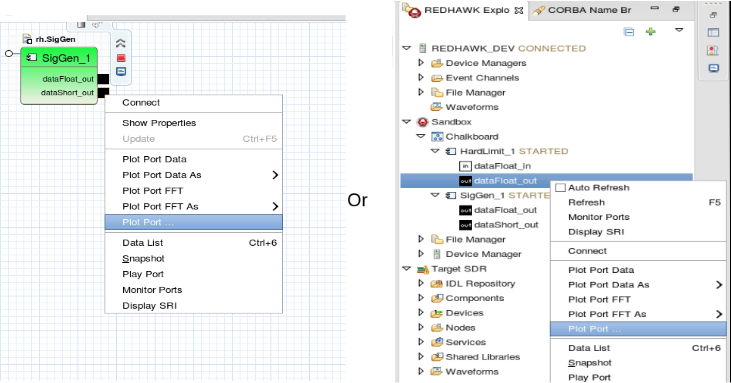 rh.SigGen
SigGen_1
dataFloat_out
dataShort_out
Connect
Show Properties
Update Ctrl+F5
Plot Port Data
Plot Port Data As
Plot Port FFT
Plot Port FFT As
Plot Port ...
Data List Ctrl+6
Snapshot
Play Port
Monitor Ports
Display SRI
Or
REDHAWK Explo
CORBA Name Br
REDHAWK_DEV CONNECTED
Device Managers
Event Channels
File Manager
Waveforms
Sandbox
Chalkboard
HardLimit_1 STARTED
in dataFloat_in
out dataFloat_out
SigGen_1 STARTE
out dataFloat_out
out dataShort_out
File Manager
Device Manager
Target SDR
IDL Repository
Components
Devices
Nodes
Services
Shared Libraries
Waveforms
Auto Refresh
Refresh F5
Monitor Ports
Display SRI
Connect
Plot Port Data
Plot Port Data As
Plot Port FFT
Plot Port FFT As
Plot Port ...
Data List Ctrl+6
Snapshot
Play Port